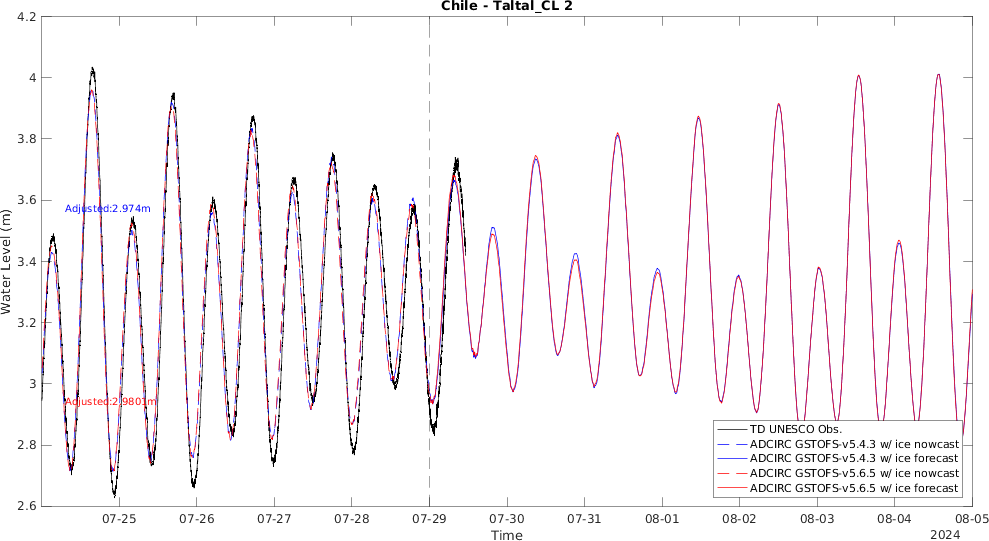 Chile - Taltal_CL 2
4.2
4
3.8
3.6
3.4
3.2
3
2.8
2.6
Water Level (m)
Adjusted:2.974m
Adjusted:2.9801m
TD UNESCO Obs.
ADCIRC GSTOFS-v5.4.3 w/ ice nowcast
ADCIRC GSTOFS-v5.4.3 w/ ice forecast
ADCIRC GSTOFS-v5.6.5 w/ ice nowcast
ADCIRC GSTOFS-v5.6.5 w/ ice forecast
07-25 07-26 07-27 07-28 07-29 07-30 07-31 08-01 08-02 08-03 08-04 08-05
Time
2024